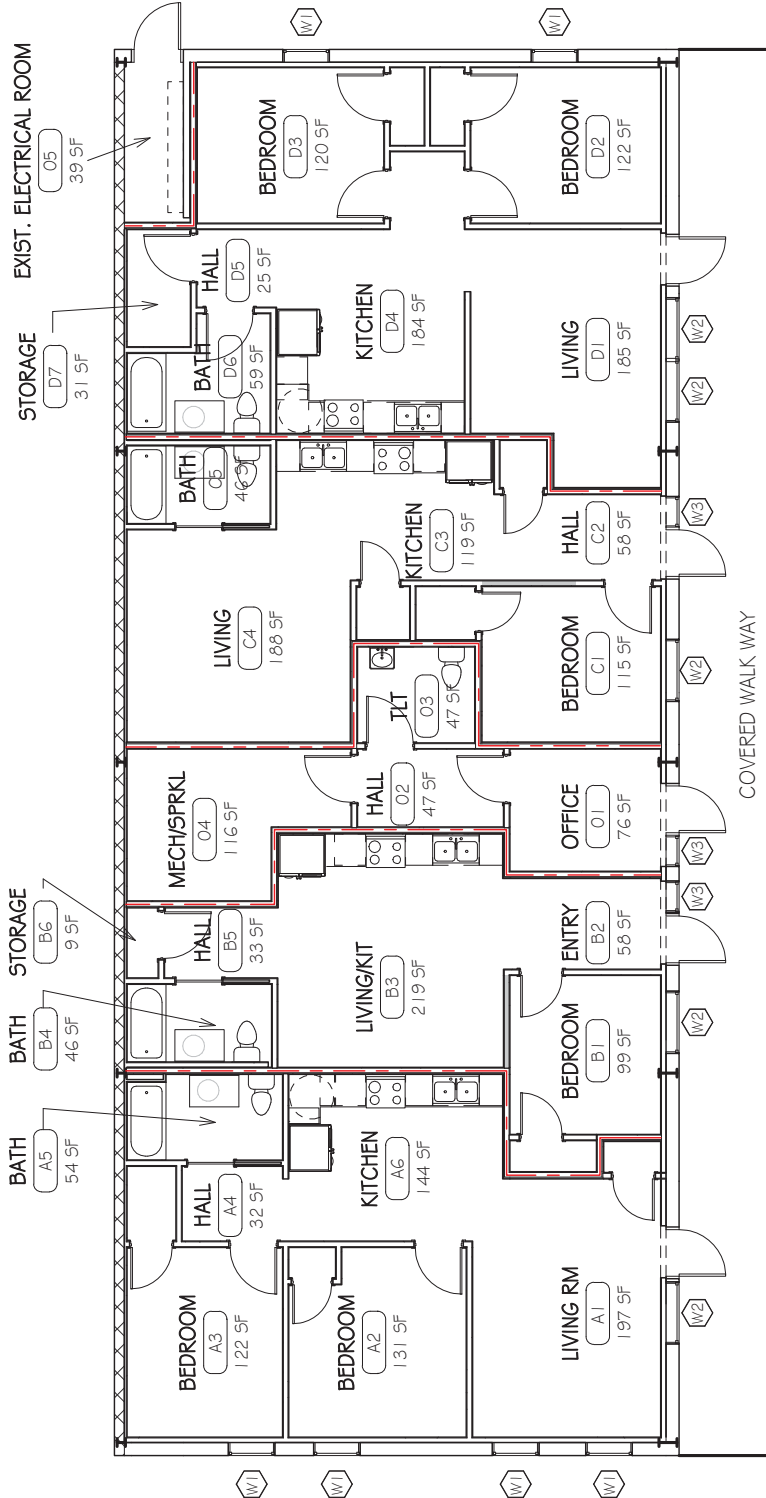 BATH
A5
54 SF
BATH
B4
46 SF
STORAGE
B6
9 SF
STORAGE
D7
31 SF
EXIST. ELECTRICAL ROOM
05
39 SF
BEDROOM
A3
122 SF
HALL
A4
32 SF
HALL
B5
33 SF
MECH/SPRKL
04
116 SF
LIVING
C4
188 SF
BATH
C5
46 SF
BATH
D6
59 SF
HALL
D5
25 SF
BEDROOM
D3
120 SF
BEDROOM
A2
131 SF
KITCHEN
A6
144 SF
LIVING/KIT
B3
219 SF
HALL
02
47 SF
TLT
03
47 SF
KITCHEN
C3
119 SF
KITCHEN
D4
184 SF
LIVING RM
A1
197 SF
BEDROOM
B1
99 SF
ENTRY
B2
58 SF
OFFICE
01
76 SF
BEDROOM
C1
115 SF
HALL
C2
58 SF
LIVING
D1
185 SF
BEDROOM
D2
122 SF
W1
W1
W1
W1
W1
W1
W2
W2
W3
W3
W2
W3
W2
W2
COVERED WALK WAY